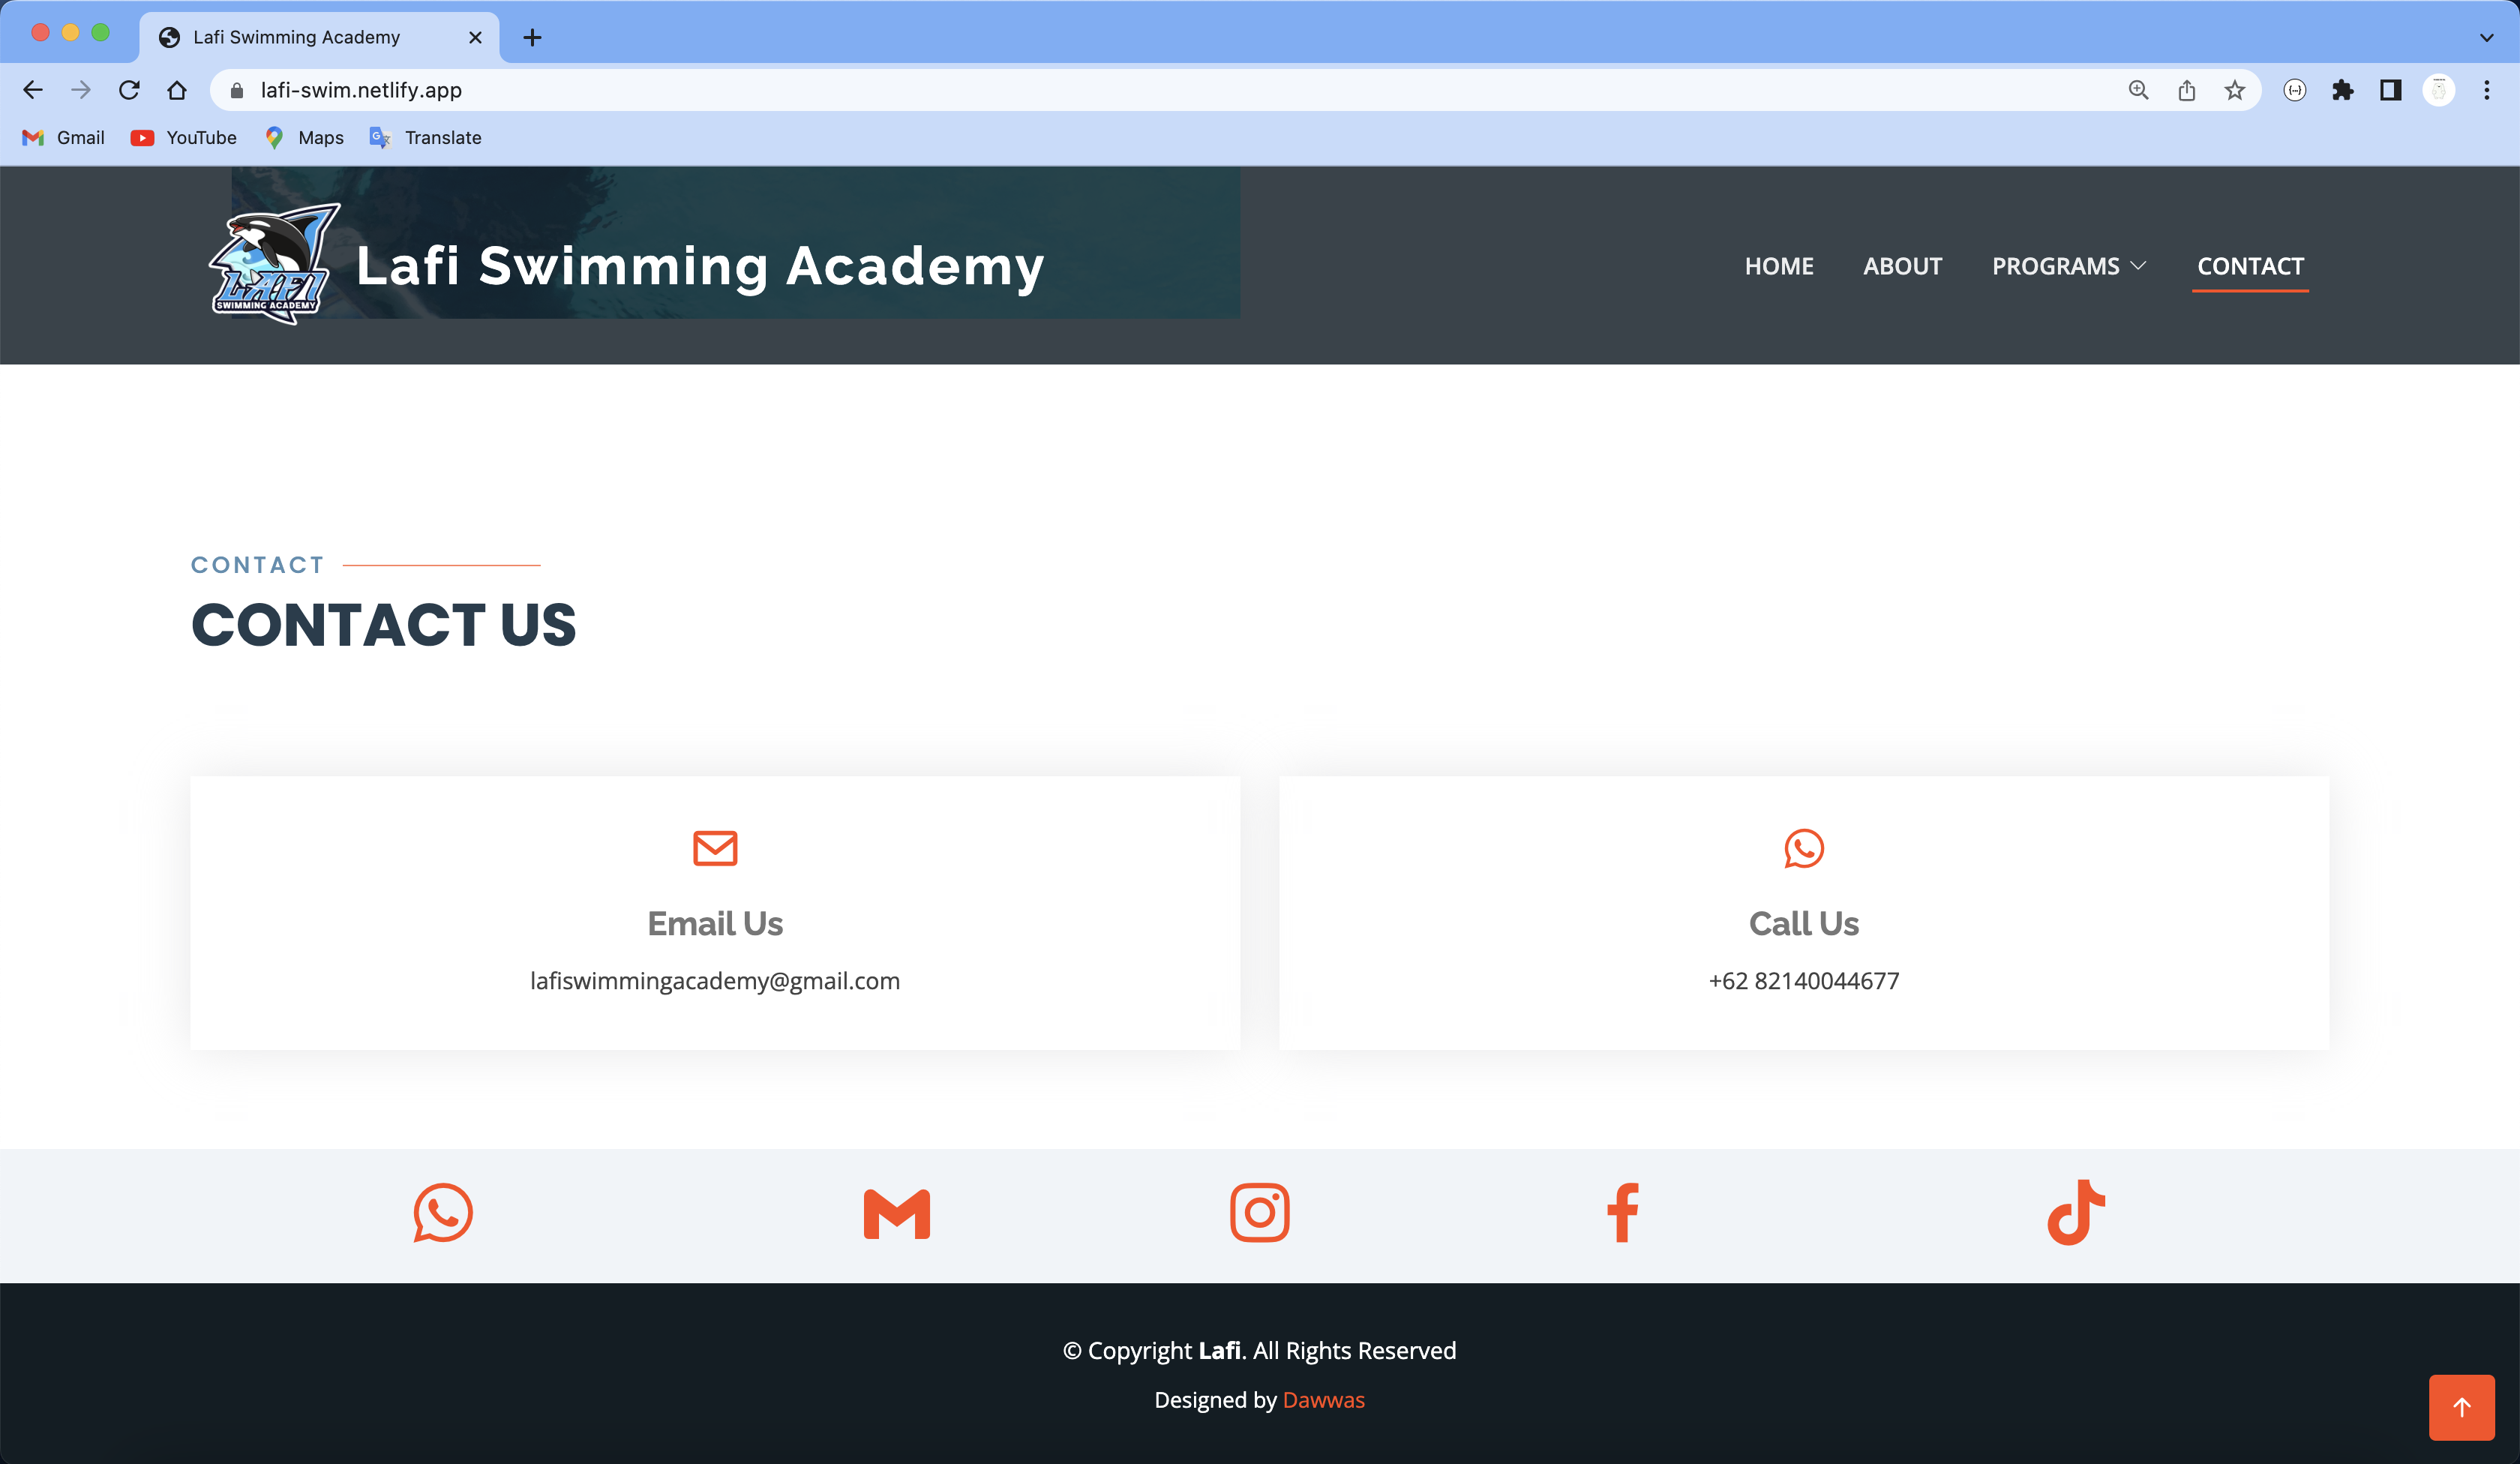 Lafi Swimming Academy
lafi-swim.netlify.app
Gmail YouTube Maps Translate
LAFI
SWIMMING ACADEMY
Lafi Swimming Academy
HOME ABOUT PROGRAMS CONTACT
CONTACT
CONTACT US
Email Us
lafiswimmingacademy@gmail.com
Call Us
+62 82140044677
© Copyright Lafi. All Rights Reserved
Designed by Dawwas